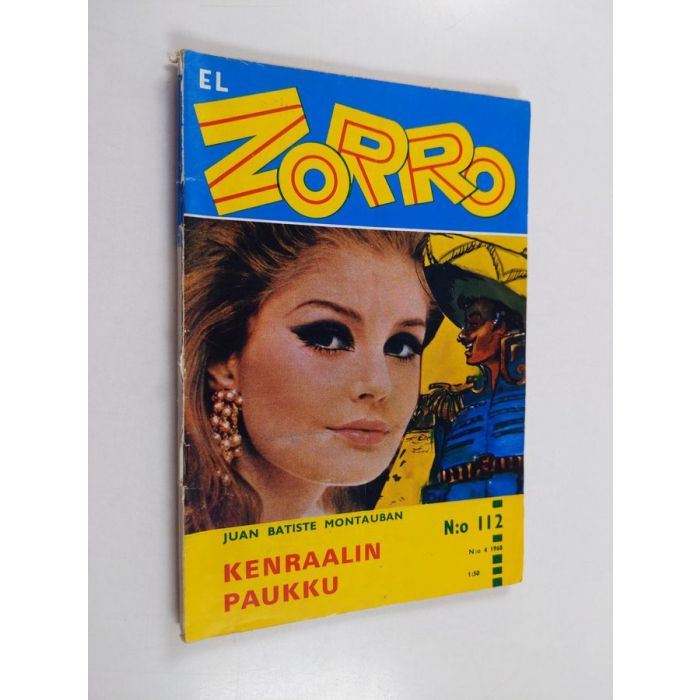 EL
ZORRO
JUAN BATISTE MONTAUBAN
N:o 112
N:o 4 1968
1:50
KENRAALIN
PAUKKU